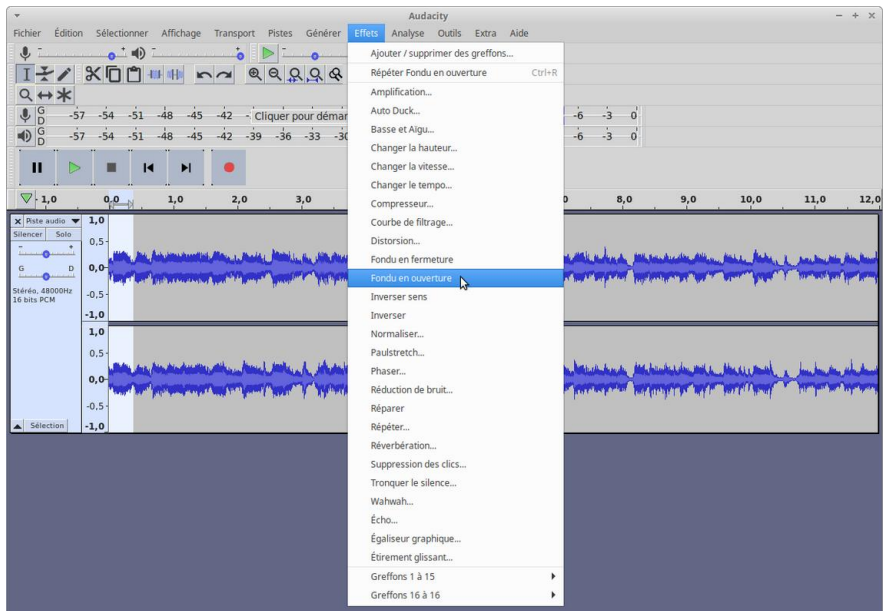 Audacity
Fichier Édition Sélectionner Affichage Transport Pistes Générer Effets Analyse Outils Extra Aide
Ajouter / supprimer des greffons...
Répéter Fondu en ouverture Ctrl+R
Amplification...
Auto Duck...
Basse et Aigu...
Changer la hauteur...
Changer la vitesse...
Changer le tempo...
Compresseur...
Courbe de filtrage...
Distorsion...
Fondu en fermeture
Fondu en ouverture
Inverser sens
Inverser
Normaliser...
Paulstretch...
Phaser...
Réduction de bruit...
Réparer
Répéter...
Réverbération...
Suppression des clics...
Tronquer le silence...
Wahwah...
Écho...
Égaliseur graphique...
Étirement glissant...
Greffons 1 à 15
Greffons 16 à 16
G
D
-57 -54 -51 -48 -45 -42 - Cliquer pour démar -6 -3 0
G
D
-57 -54 -51 -48 -45 -42 -39 -36 -33 -30 -6 -3 0
- 1,0 0,0 1,0 2,0 3,0 0 8,0 9,0 10,0 11,0 12,0
X Piste audio
Silencer Solo
- +
G D
Stéréo, 48000Hz
16 bits PCM
Sélection
1,0
0,5-
0,0-
-0,5-
-1,0
1,0
0,5-
0,0-
-0,5-
-1,0